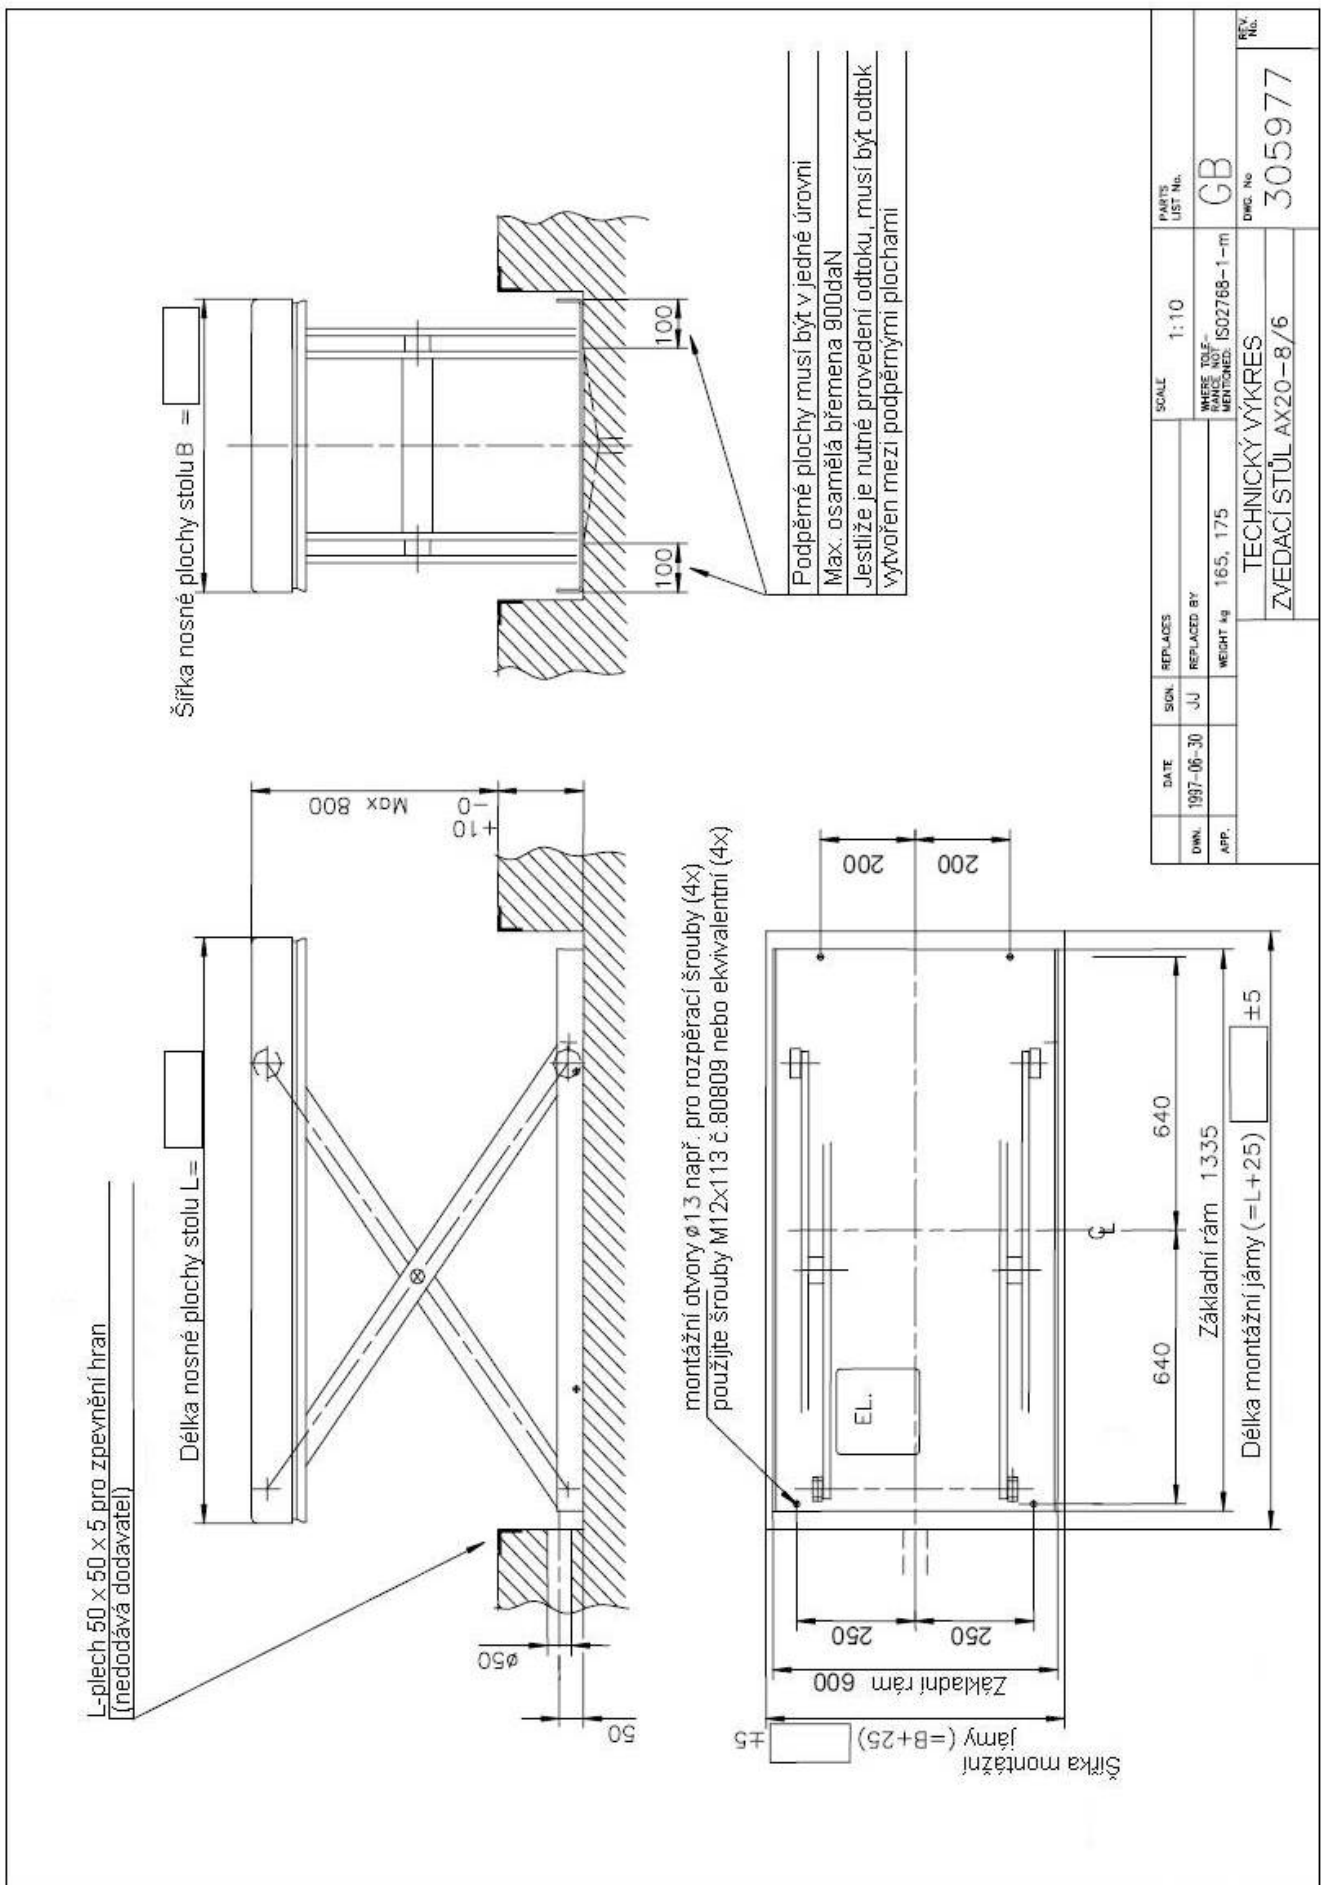 L-plech 50 x 50 x 5 pro zpevnění hran
(nedodává dodavatel)
Délka nosné plochy stolu L=
Šířka nosné plochy stolu B =
Max 800
+10
-0
ø50
50
100
100
Podpěrné plochy musí být v jedné úrovni
Max. osamělá břemena 900daN
Jestliže je nutné provedení odtoku, musí být odtok
vytvořen mezi podpěrnými plochami
montážní otvory ø13 např. pro rozpěrací šrouby (4x)
použijte šrouby M12x113 č.80809 nebo ekvivalentní (4x)
EL.
200
200
250
250
Základní rám 600
Šířka montážní
jámy (=B+25) ±5
640
640
Základní rám 1335
Délka montážní jámy (=L+25) ±5
DATE SIGN. REPLACES SCALE PARTS LIST No.
1:10
DWN. 1997-06-30 JJ REPLACED BY WHERE TOLE-
RANCE NOT
MENTIONED: ISO2768-1-m GB
APP. WEIGHT kg 165, 175
TECHNICKÝ VÝKRES
ZVEDACÍ STŮL AX20-8/6
DWG. No
305977
REV. No.